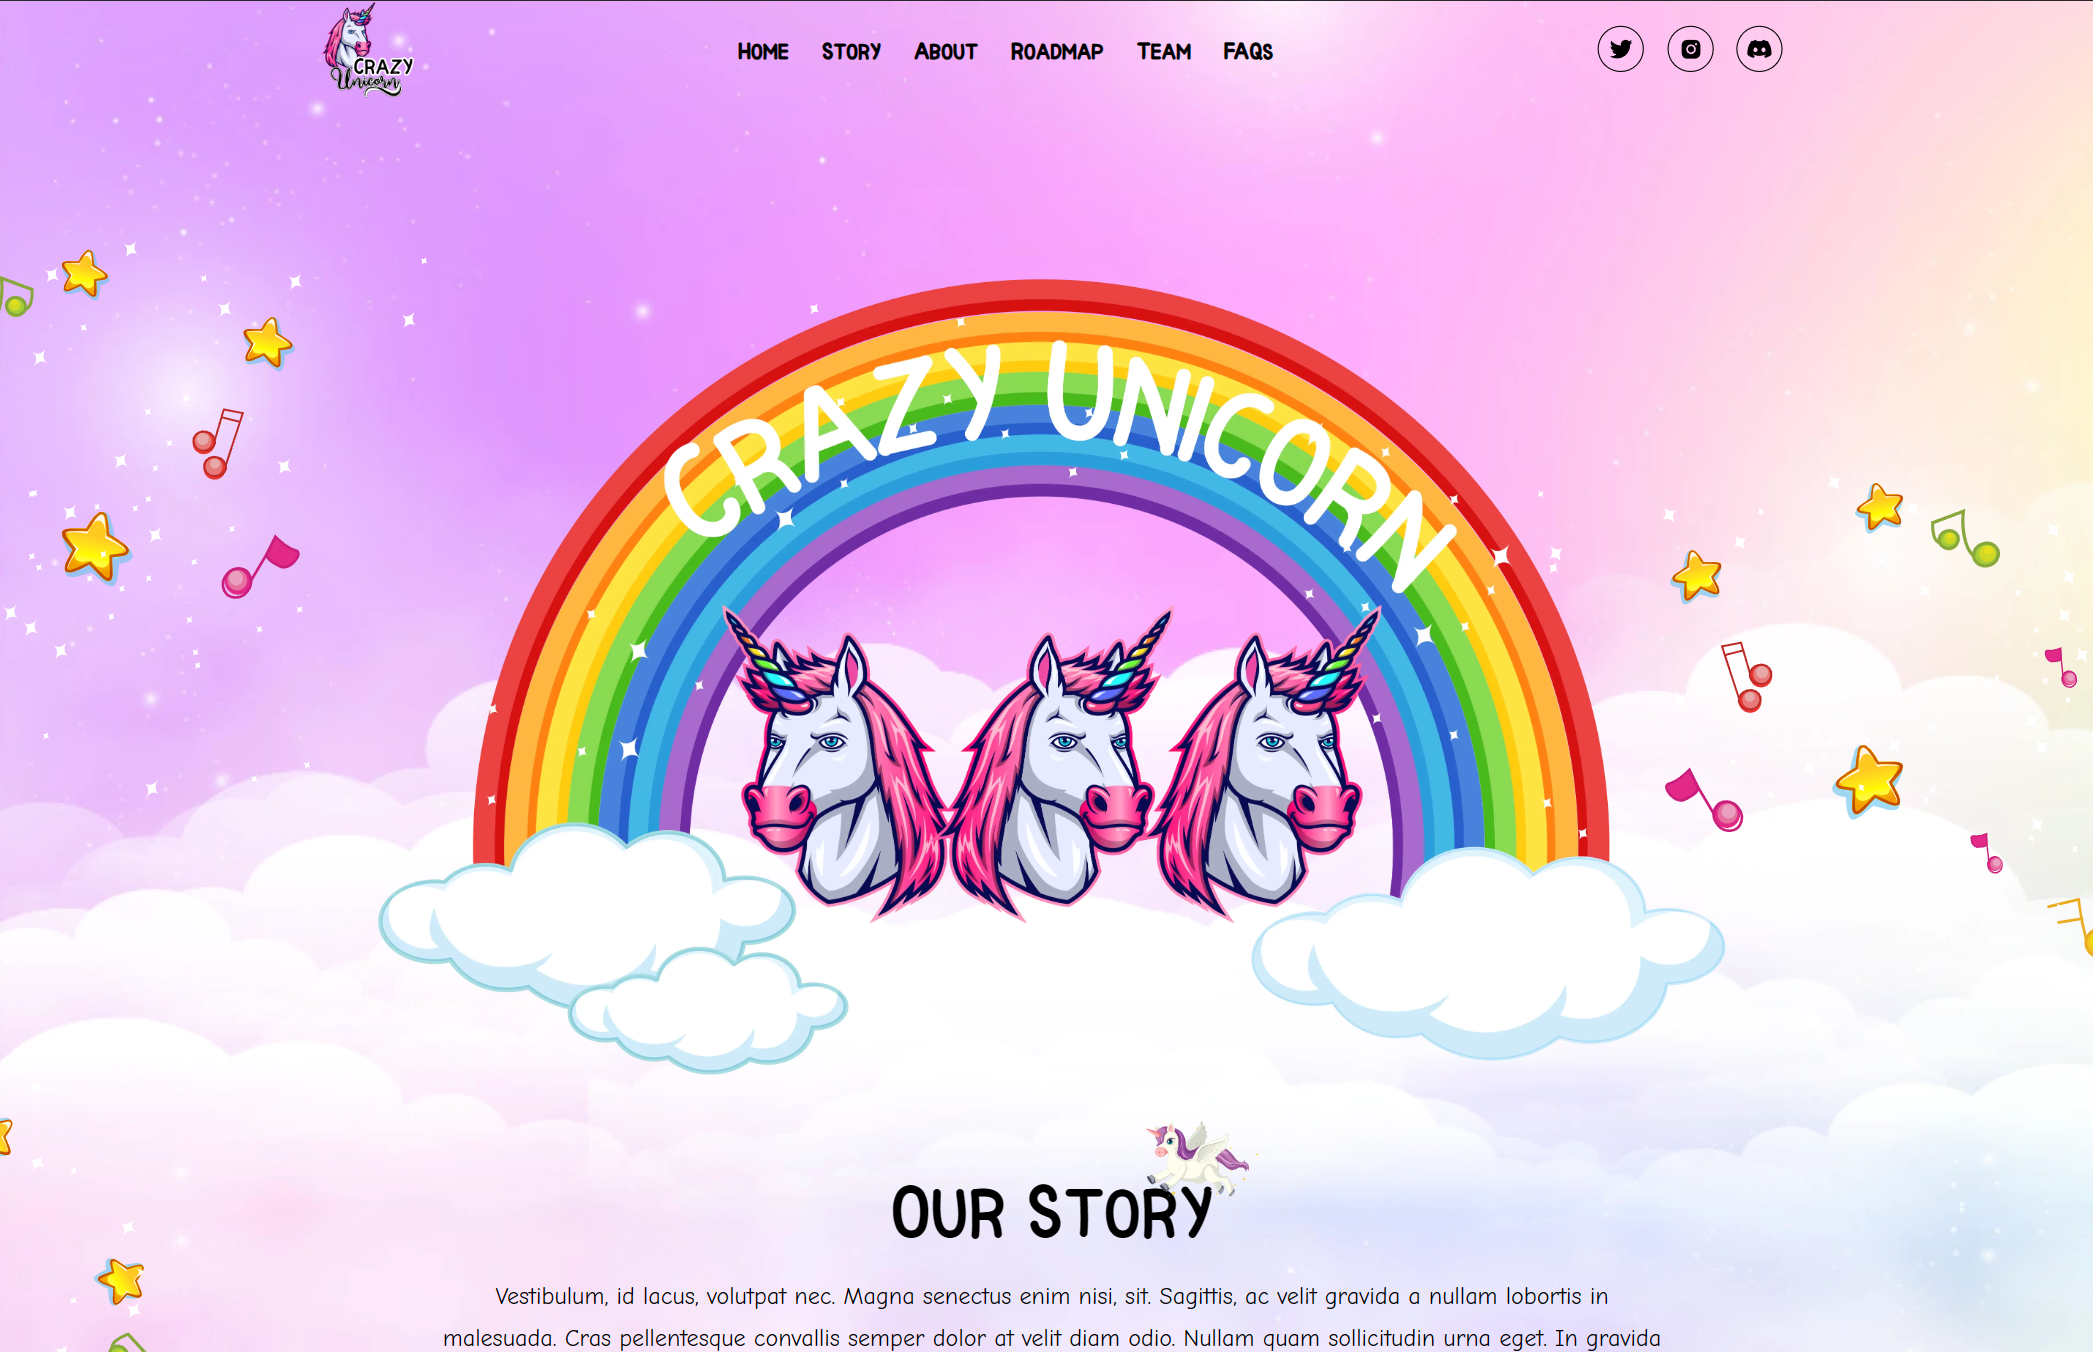 CRAZY
Unicorn
HOME STORY ABOUT ROADMAP TEAM FAQS
CRAZY UNICORN
OUR STORY
Vestibulum, id lacus, volutpat nec. Magna senectus enim nisi, sit. Sagittis, ac velit gravida a nullam lobortis in
malesuada. Cras pellentesque convallis semper dolor at velit diam odio. Nullam quam sollicitudin urna eget. In gravida